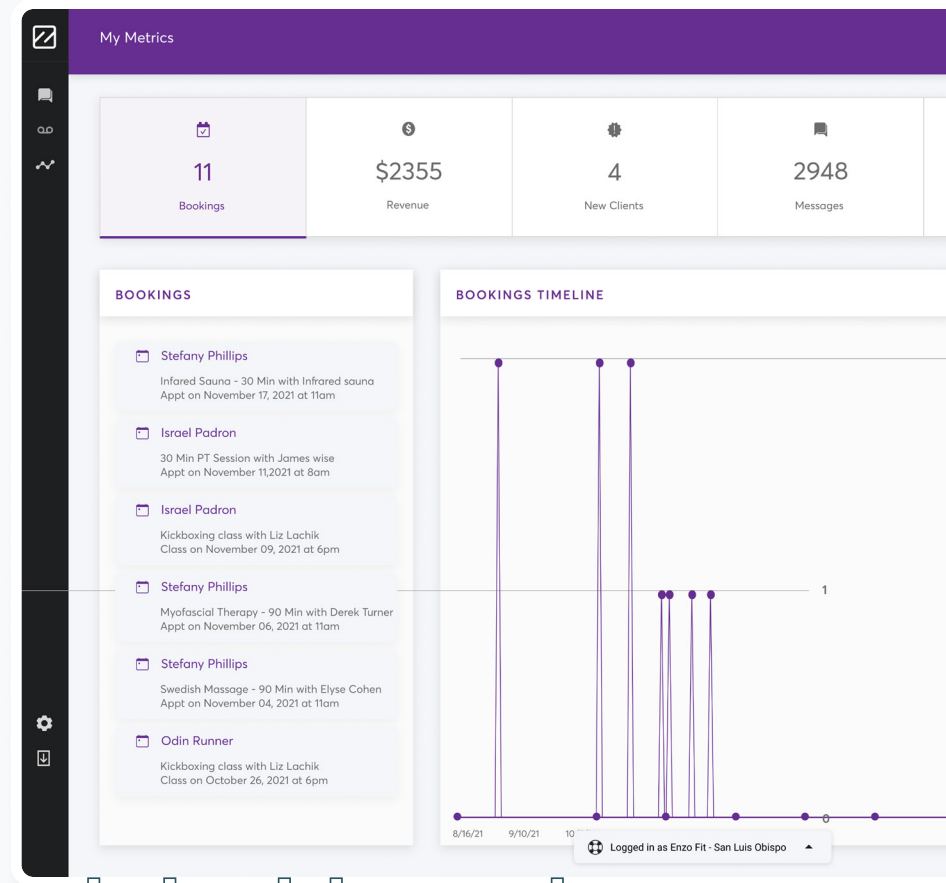 My Metrics
11
Bookings
$2355
Revenue
4
New Clients
2948
Messages
BOOKINGS
Stefany Phillips
Infared Sauna - 30 Min with Infrared sauna
Appt on November 17, 2021 at 11am
Israel Padron
30 Min PT Session with James wise
Appt on November 11,2021 at 8am
Israel Padron
Kickboxing class with Liz Lachik
Class on November 09, 2021 at 6pm
Stefany Phillips
Myofascial Therapy - 90 Min with Derek Turner
Appt on November 06, 2021 at 11am
Stefany Phillips
Swedish Massage - 90 Min with Elyse Cohen
Appt on November 04, 2021 at 11am
Odin Runner
Kickboxing class with Liz Lachik
Class on October 26, 2021 at 6pm
BOOKINGS TIMELINE
1
0
8/16/21 9/10/21
Logged in as Enzo Fit - San Luis Obispo